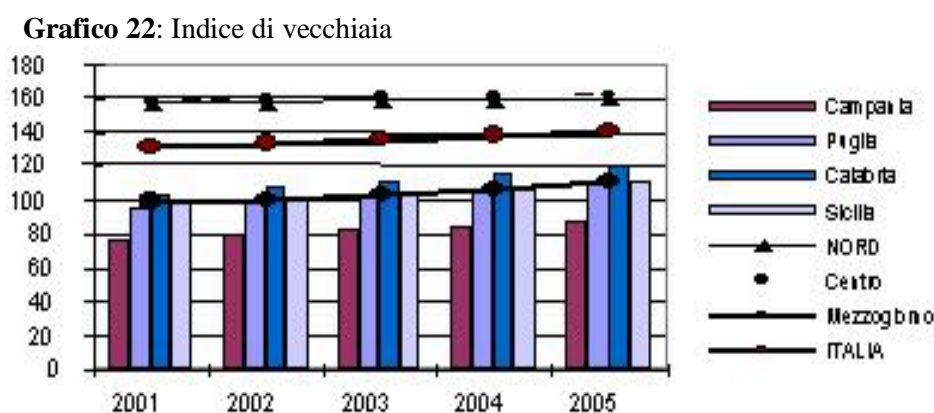 Grafico 22: Indice di vecchiaia
180
160
140
120
100
80
60
40
20
0
2001 2002 2003 2004 2005
Campania
Puglia
Calabria
Sicilia
NORD
Centro
Mezzogiorno
ITALIA